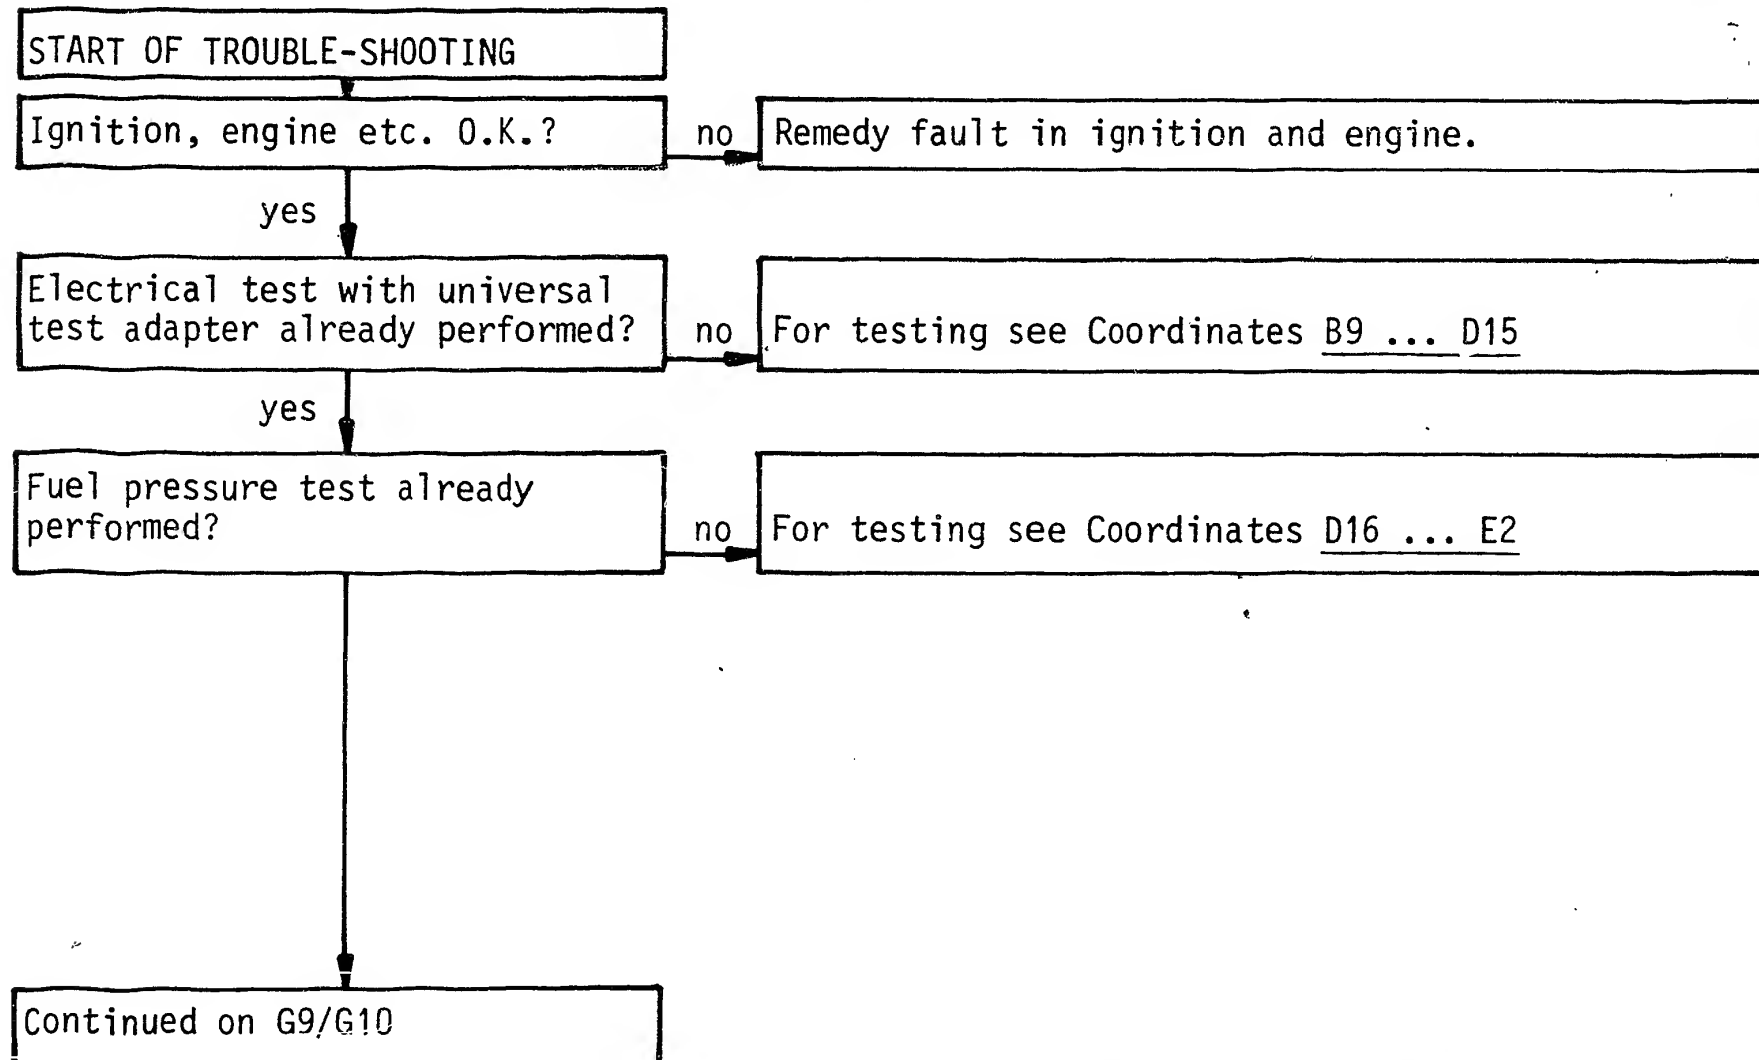 START OF TROUBLE-SHOOTING
Ignition, engine etc. O.K.?
no
Remedy fault in ignition and engine.
yes
Electrical test with universal
test adapter already performed?
no
For testing see Coordinates B9 ... D15
yes
Fuel pressure test already
performed?
no
For testing see Coordinates D16 ... E2
Continued on G9/G10